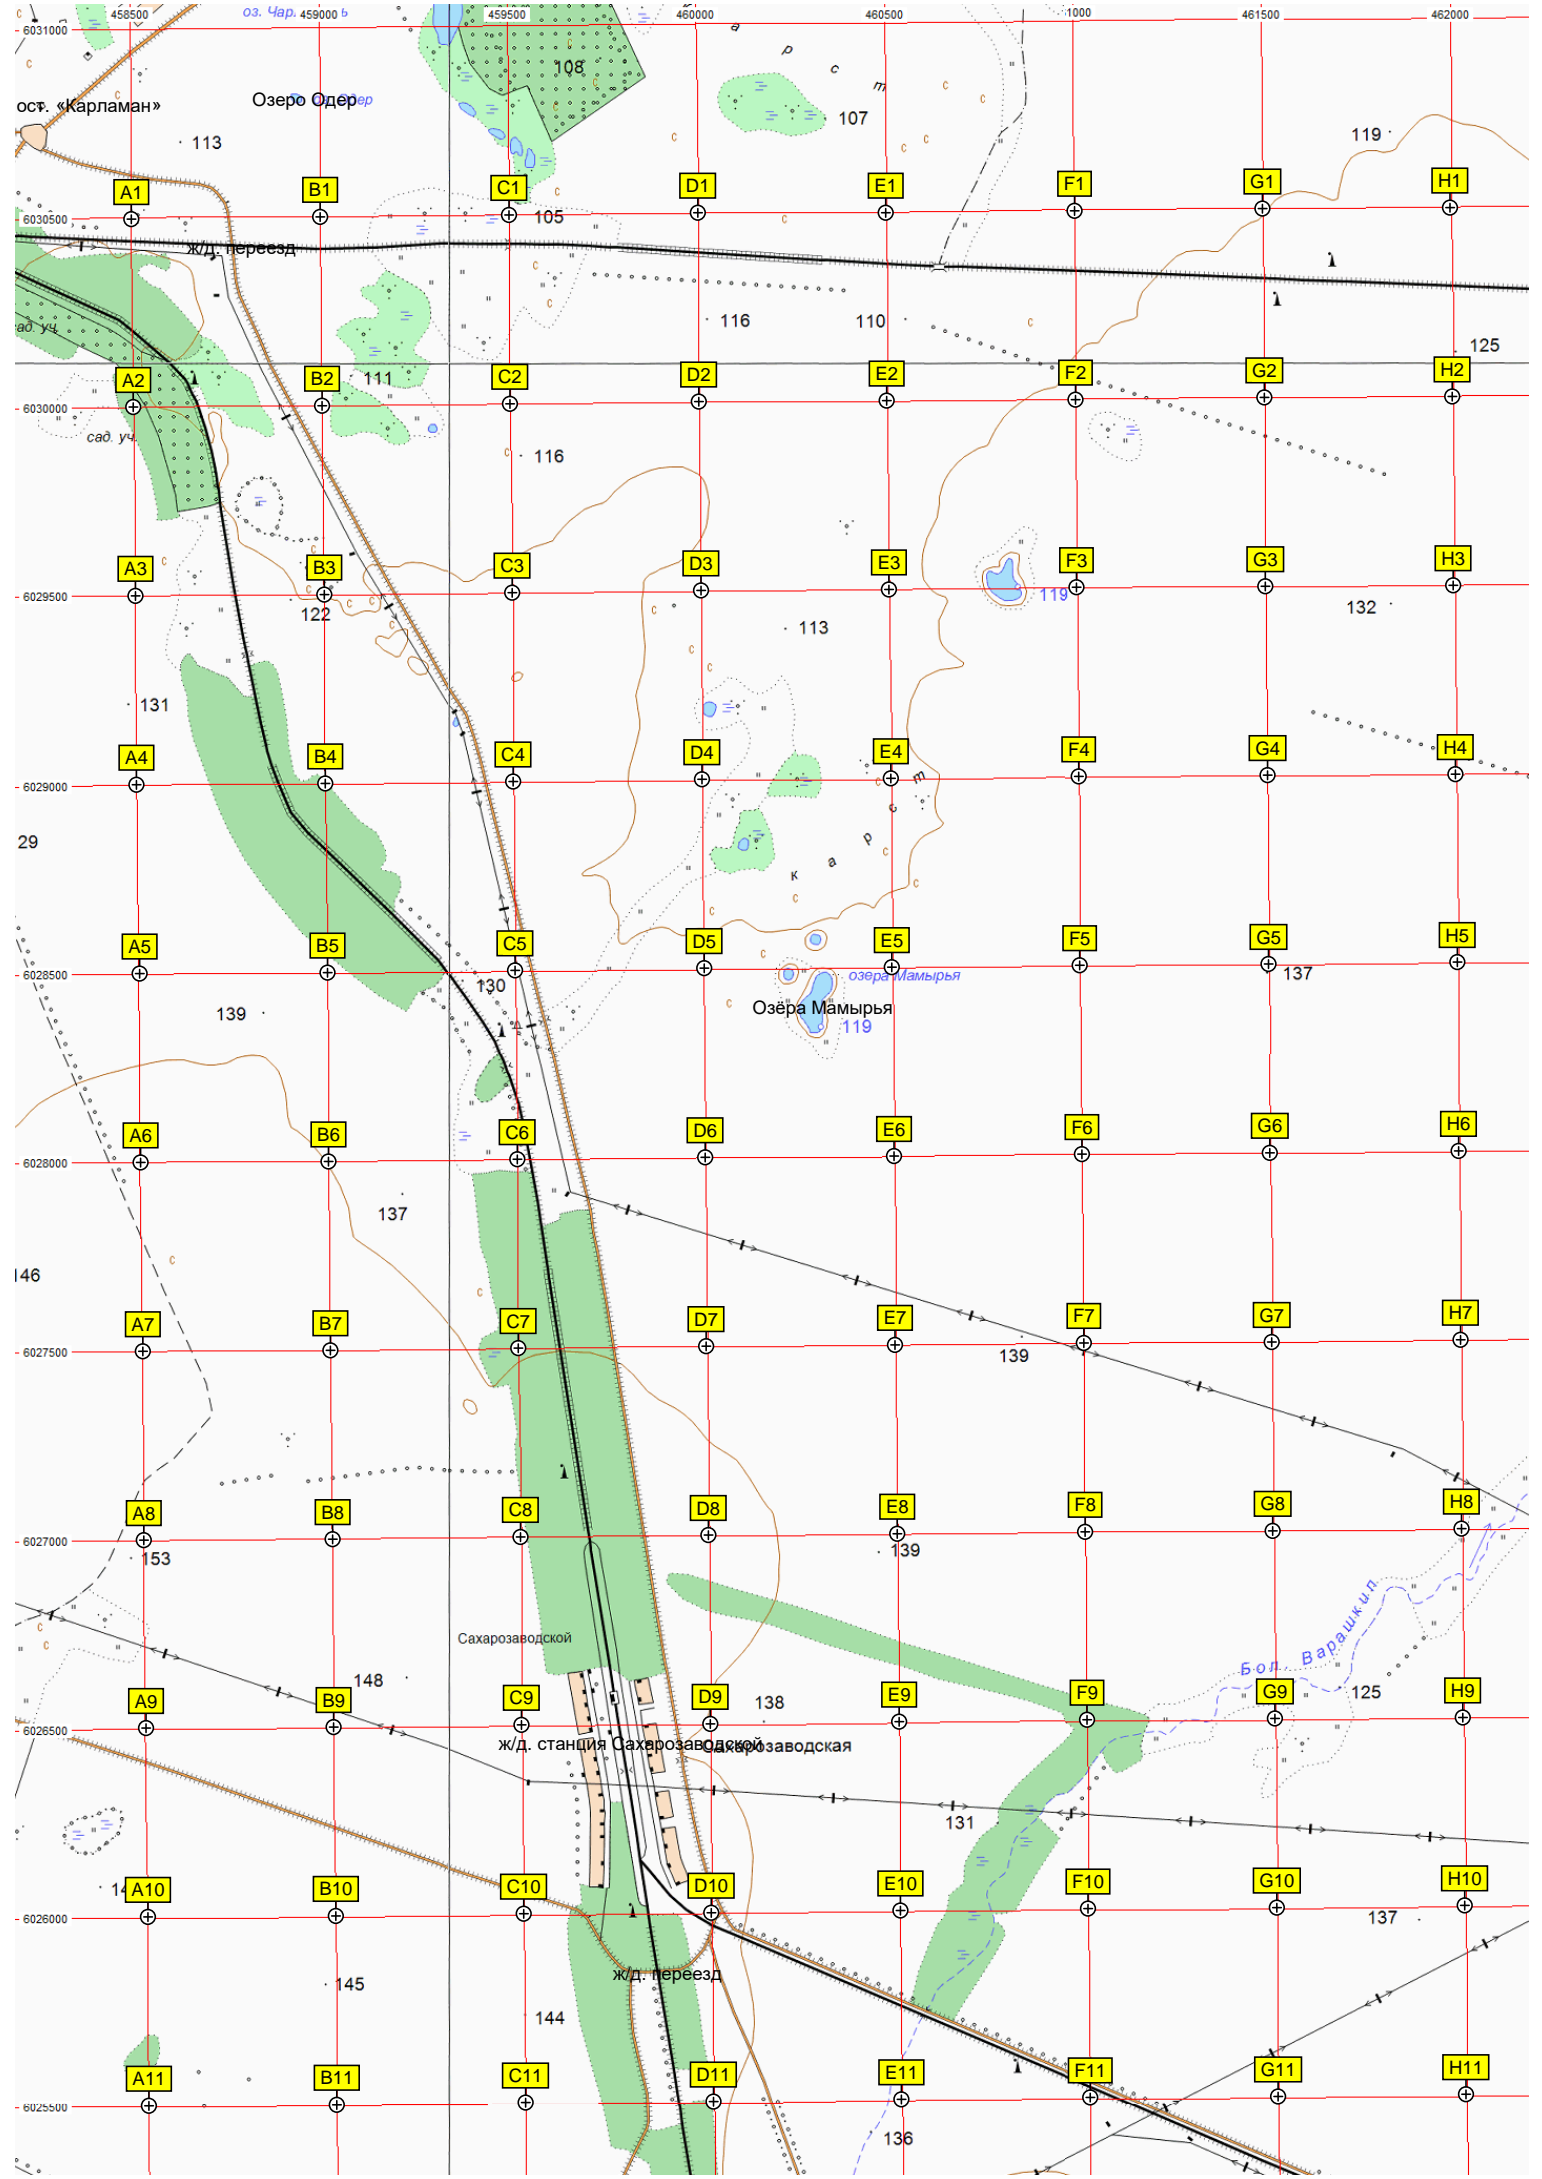 458500 459000 459500 460000 460500 1000 461500 462000
6031000
108
ост. «Карламан»
Озеро Одер
107
119
113
A1 B1 C1 D1 E1 F1 G1 H1
6030500
105
ж/д. переезд
116
110
125
A2 B2 C2 D2 E2 F2 G2 H2
111
6030000
сад. уч.
116
A3 B3 C3 D3 E3 F3 G3 H3
6029500
119
122
132
113
131
A4 B4 C4 D4 E4 F4 G4 H4
6029000
29
к а р с т
A5 B5 C5 D5 E5 F5 G5 H5
6028500
130
озёра Мамырья
137
Озёра Мамырья
139
119
A6 B6 C6 D6 E6 F6 G6 H6
6028000
137
146
A7 B7 C7 D7 E7 F7 G7 H7
6027500
139
A8 B8 C8 D8 E8 F8 G8 H8
6027000
153
139
Сахарозаводской
Бол. Варашкип
148
125
A9 B9 C9 D9 E9 F9 G9 H9
138
6026500
ж/д. станция Сахарозаводской
Сахарозаводская
131
A10 B10 C10 D10 E10 F10 G10 H10
6026000
137
ж/д. переезд
145
144
A11 B11 C11 D11 E11 F11 G11 H11
6025500
136